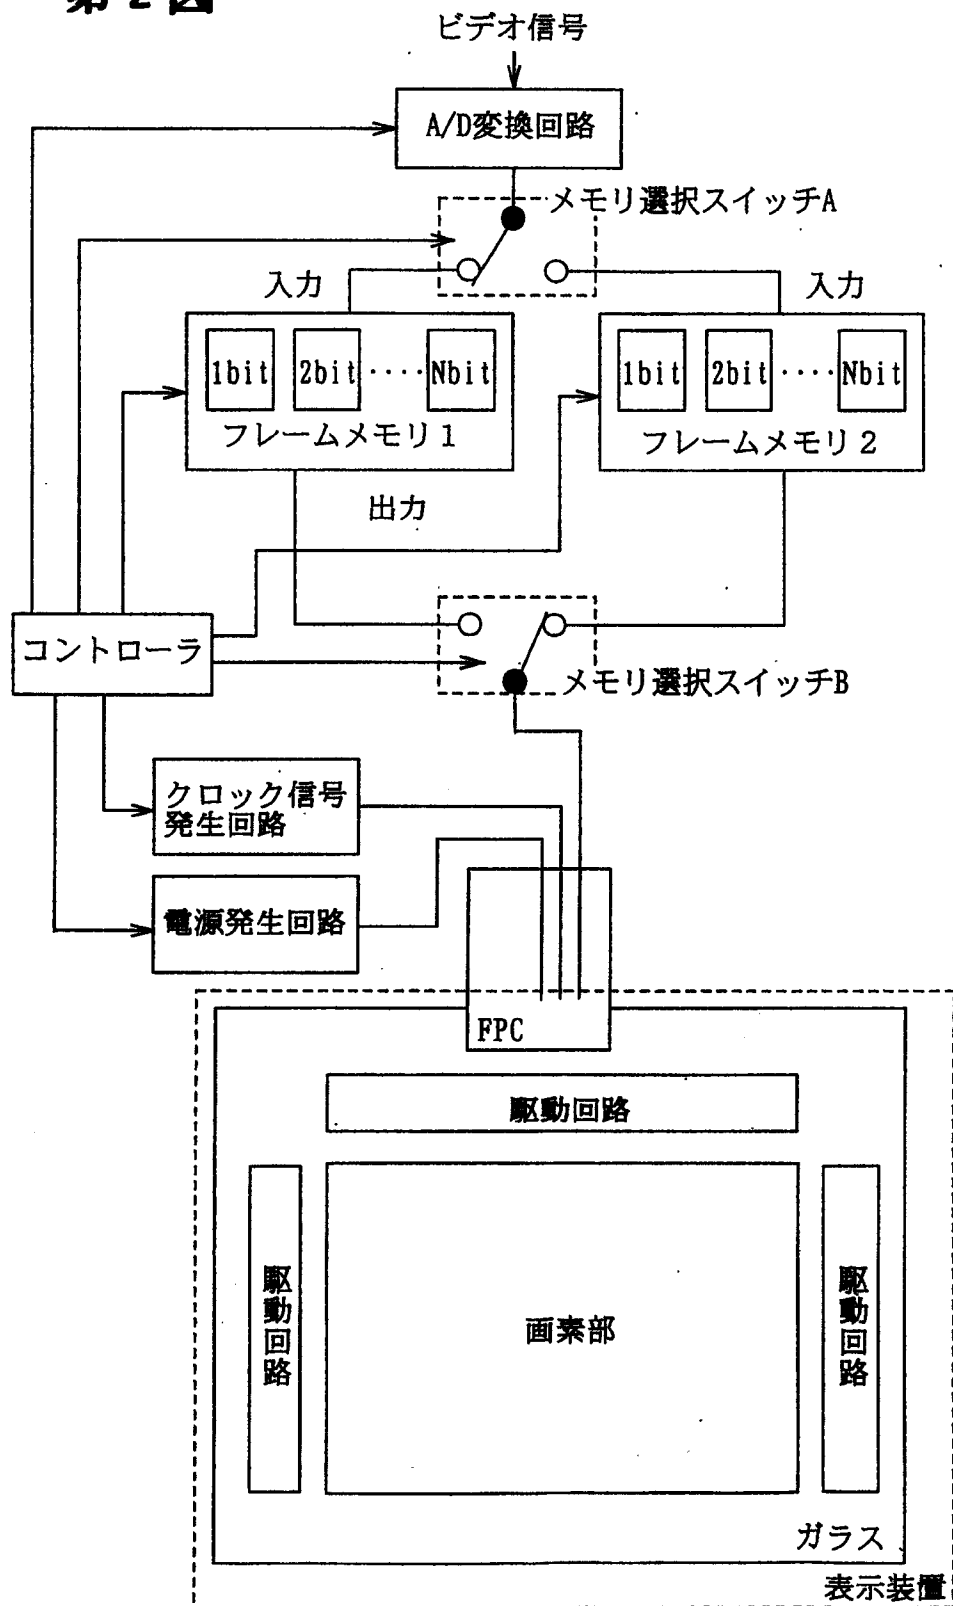 第2図
ビデオ信号
A/D変換回路
メモリ選択スイッチA
入力
入力
1bit 2bit ････ Nbit
フレームメモリ1
1bit 2bit ････ Nbit
フレームメモリ2
出力
コントローラ
メモリ選択スイッチB
クロック信号
発生回路
電源発生回路
FPC
駆動回路
駆動回路
画素部
駆動回路
ガラス
表示装置